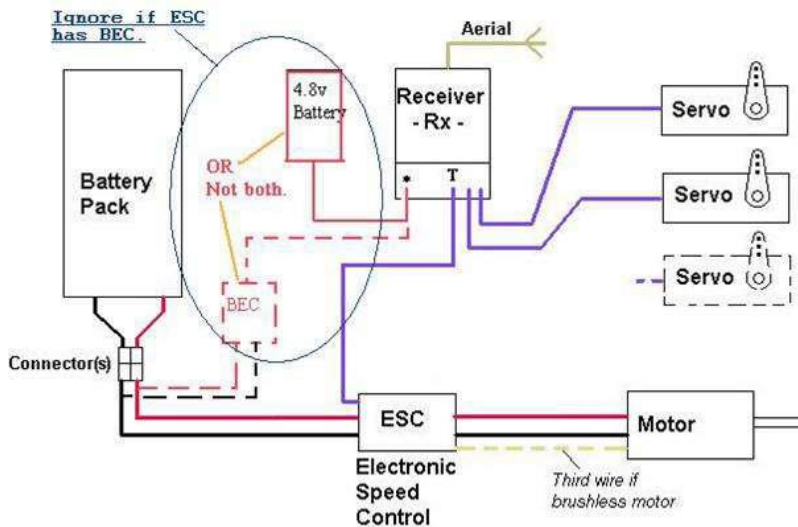 Ignore if ESC
has BEC.
Aerial
4.8v
Battery
Receiver
- Rx -
Servo
OR
Not both.
* T
Battery
Pack
Servo
BEC
Servo
Connector(s)
ESC
Motor
Electronic
Speed
Control
Third wire if
brushless motor